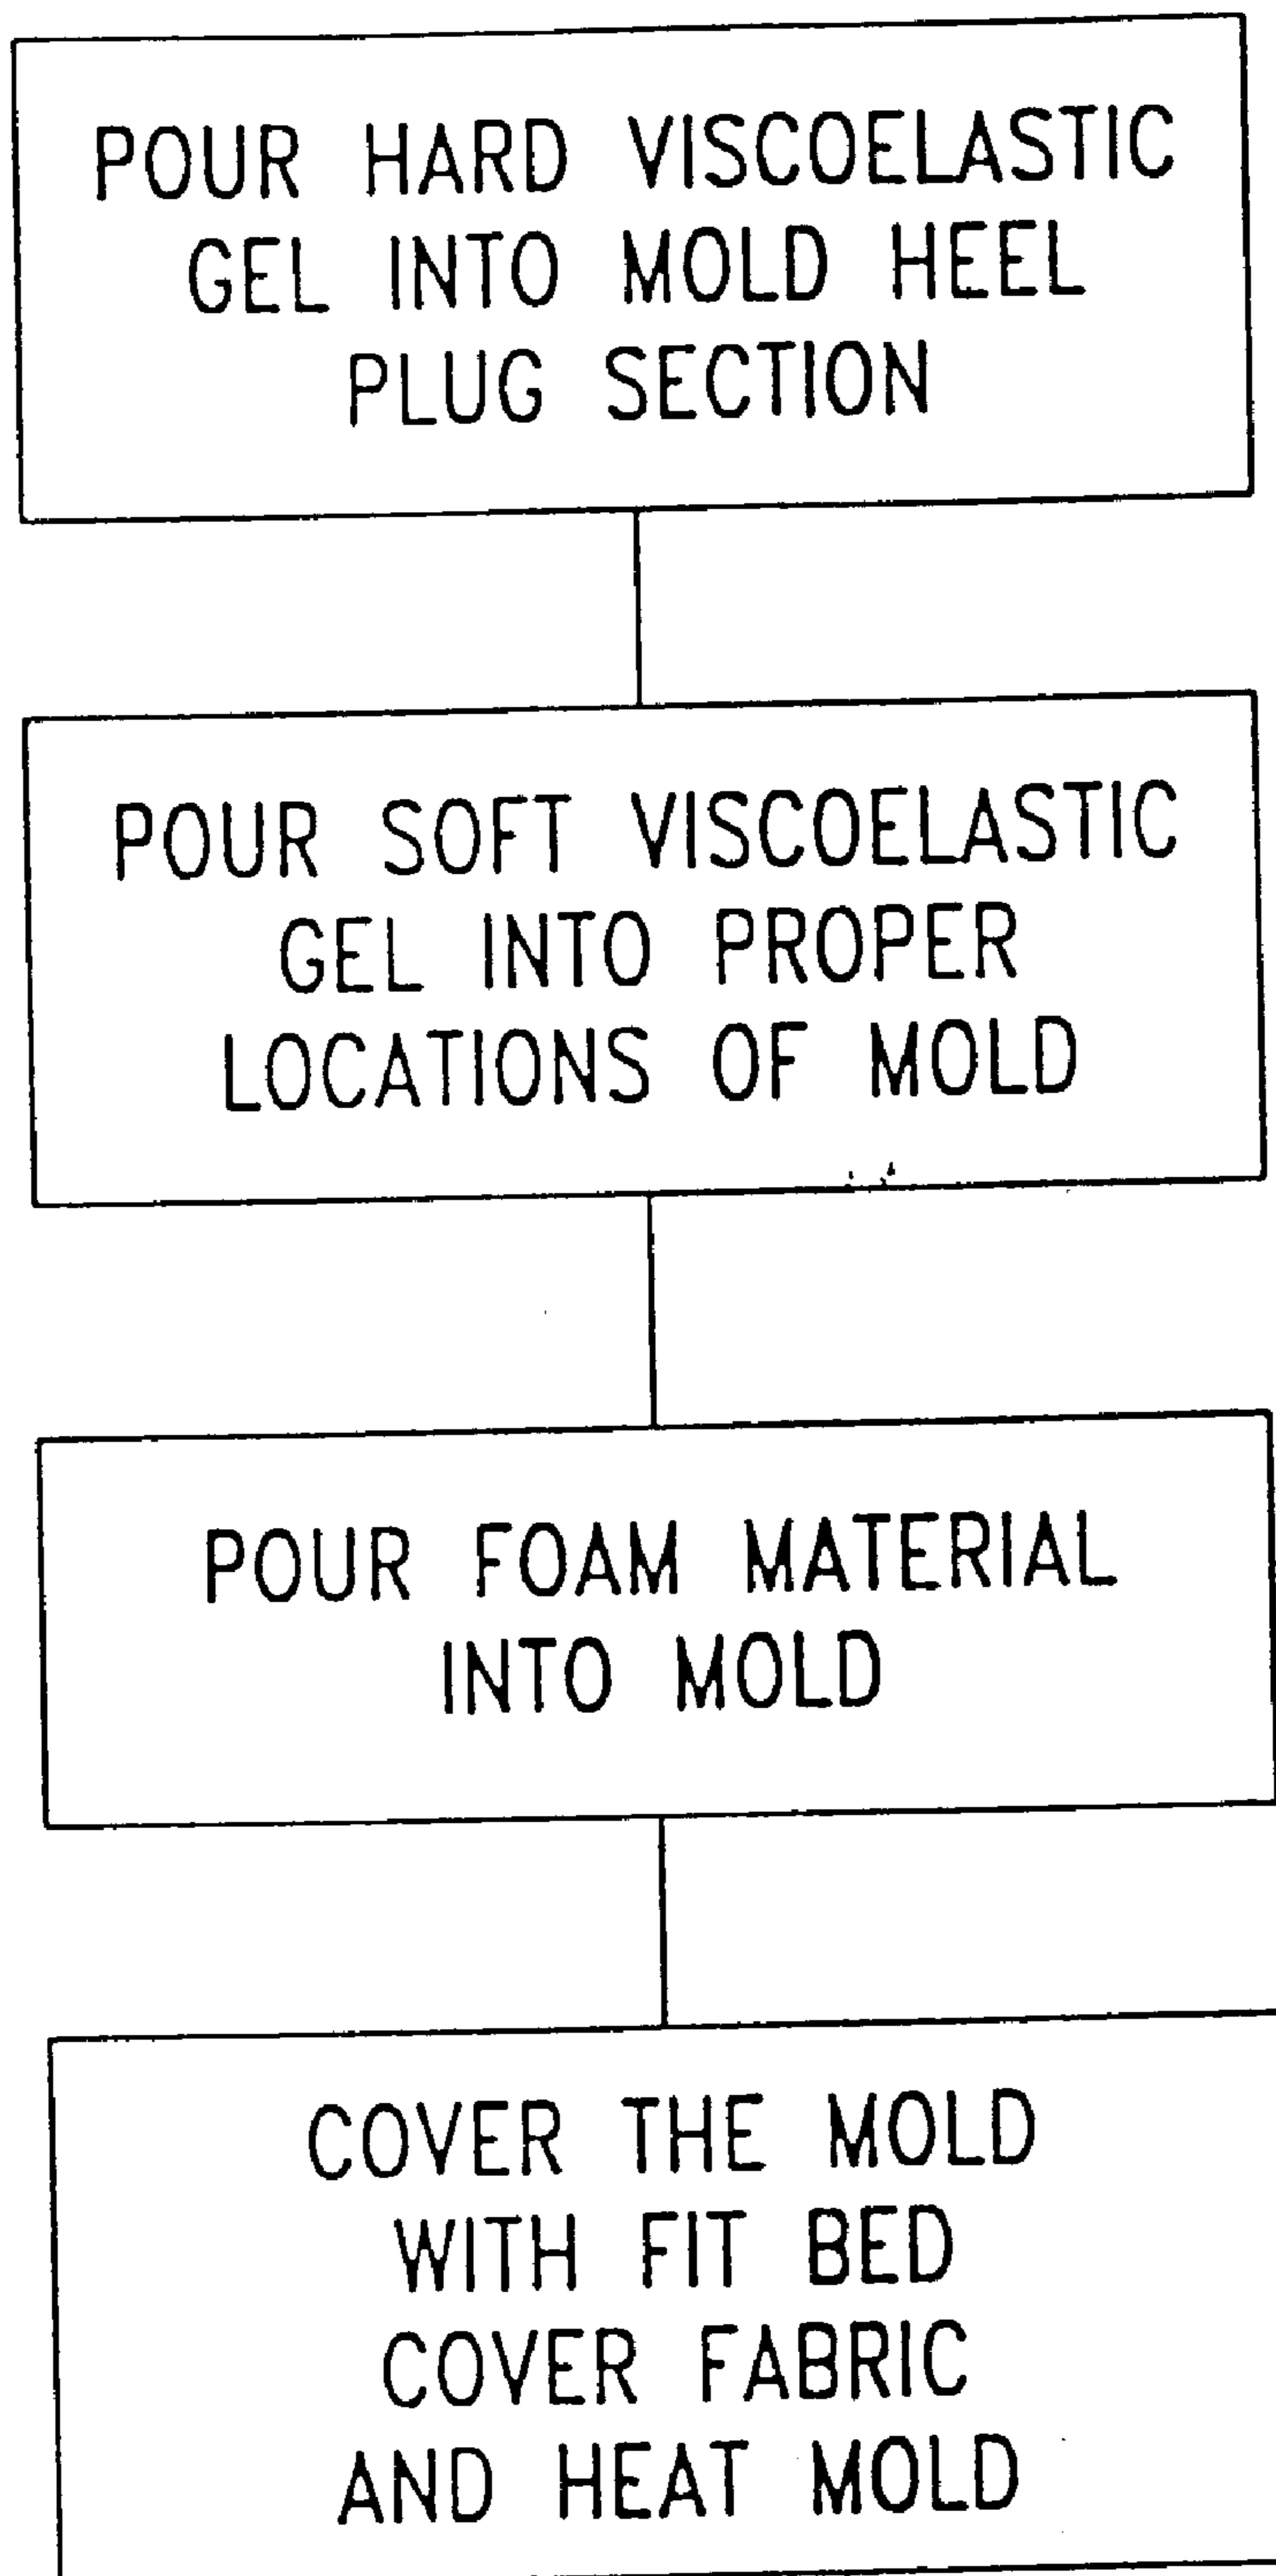 POUR HARD VISCOELASTIC
GEL INTO MOLD HEEL
PLUG SECTION
POUR SOFT VISCOELASTIC
GEL INTO PROPER
LOCATIONS OF MOLD
POUR FOAM MATERIAL
INTO MOLD
COVER THE MOLD
WITH FIT BED
COVER FABRIC
AND HEAT MOLD